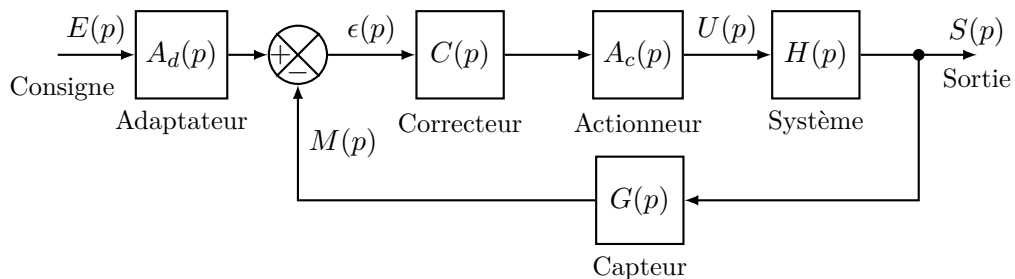 E(p)
Consigne
A_d(p)
Adaptateur
+
−
ϵ(p)
C(p)
Correcteur
A_c(p)
Actionneur
U(p)
H(p)
Système
S(p)
Sortie
M(p)
G(p)
Capteur